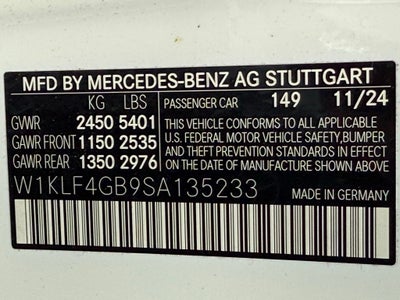 MFD BY MERCEDES-BENZ AG STUTTGART
KG LBS
GWWR 2450 5401
GAWR FRONT 1150 2535
GAWR REAR 1350 2976
PASSENGER CAR 149 11/24
THIS VEHICLE CONFORMS TO ALL APPLICABLE
U.S. FEDERAL MOTOR VEHICLE SAFETY, BUMPER
AND THEFT PREVENTION STANDARDS IN EFFECT
ON THE DATE OF MANUFACTURE SHOWN ABOVE.
W1KLF4GB9SA135233
MADE IN GERMANY